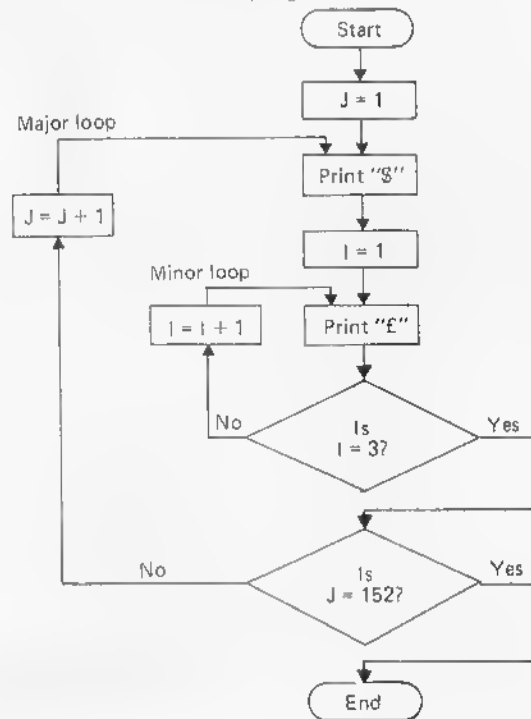 Start
J = 1
Major loop
Print "$"
J = J + 1
I = 1
Minor loop
I = I + 1
Print "£"
No
Is
I = 3?
Yes
No
Is
J = 152?
Yes
End